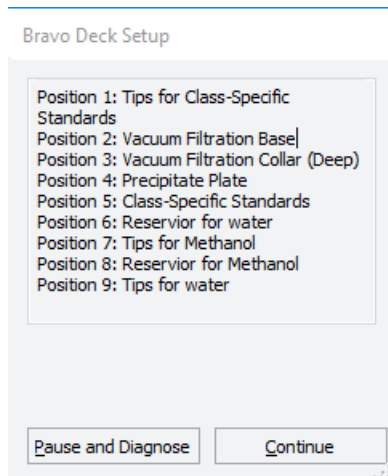 Bravo Deck Setup
Position 1: Tips for Class-Specific
Standards
Position 2: Vacuum Filtration Base
Position 3: Vacuum Filtration Collar (Deep)
Position 4: Precipitate Plate
Position 5: Class-Specific Standards
Position 6: Reservior for water
Position 7: Tips for Methanol
Position 8: Reservior for Methanol
Position 9: Tips for water
Pause and Diagnose
Continue